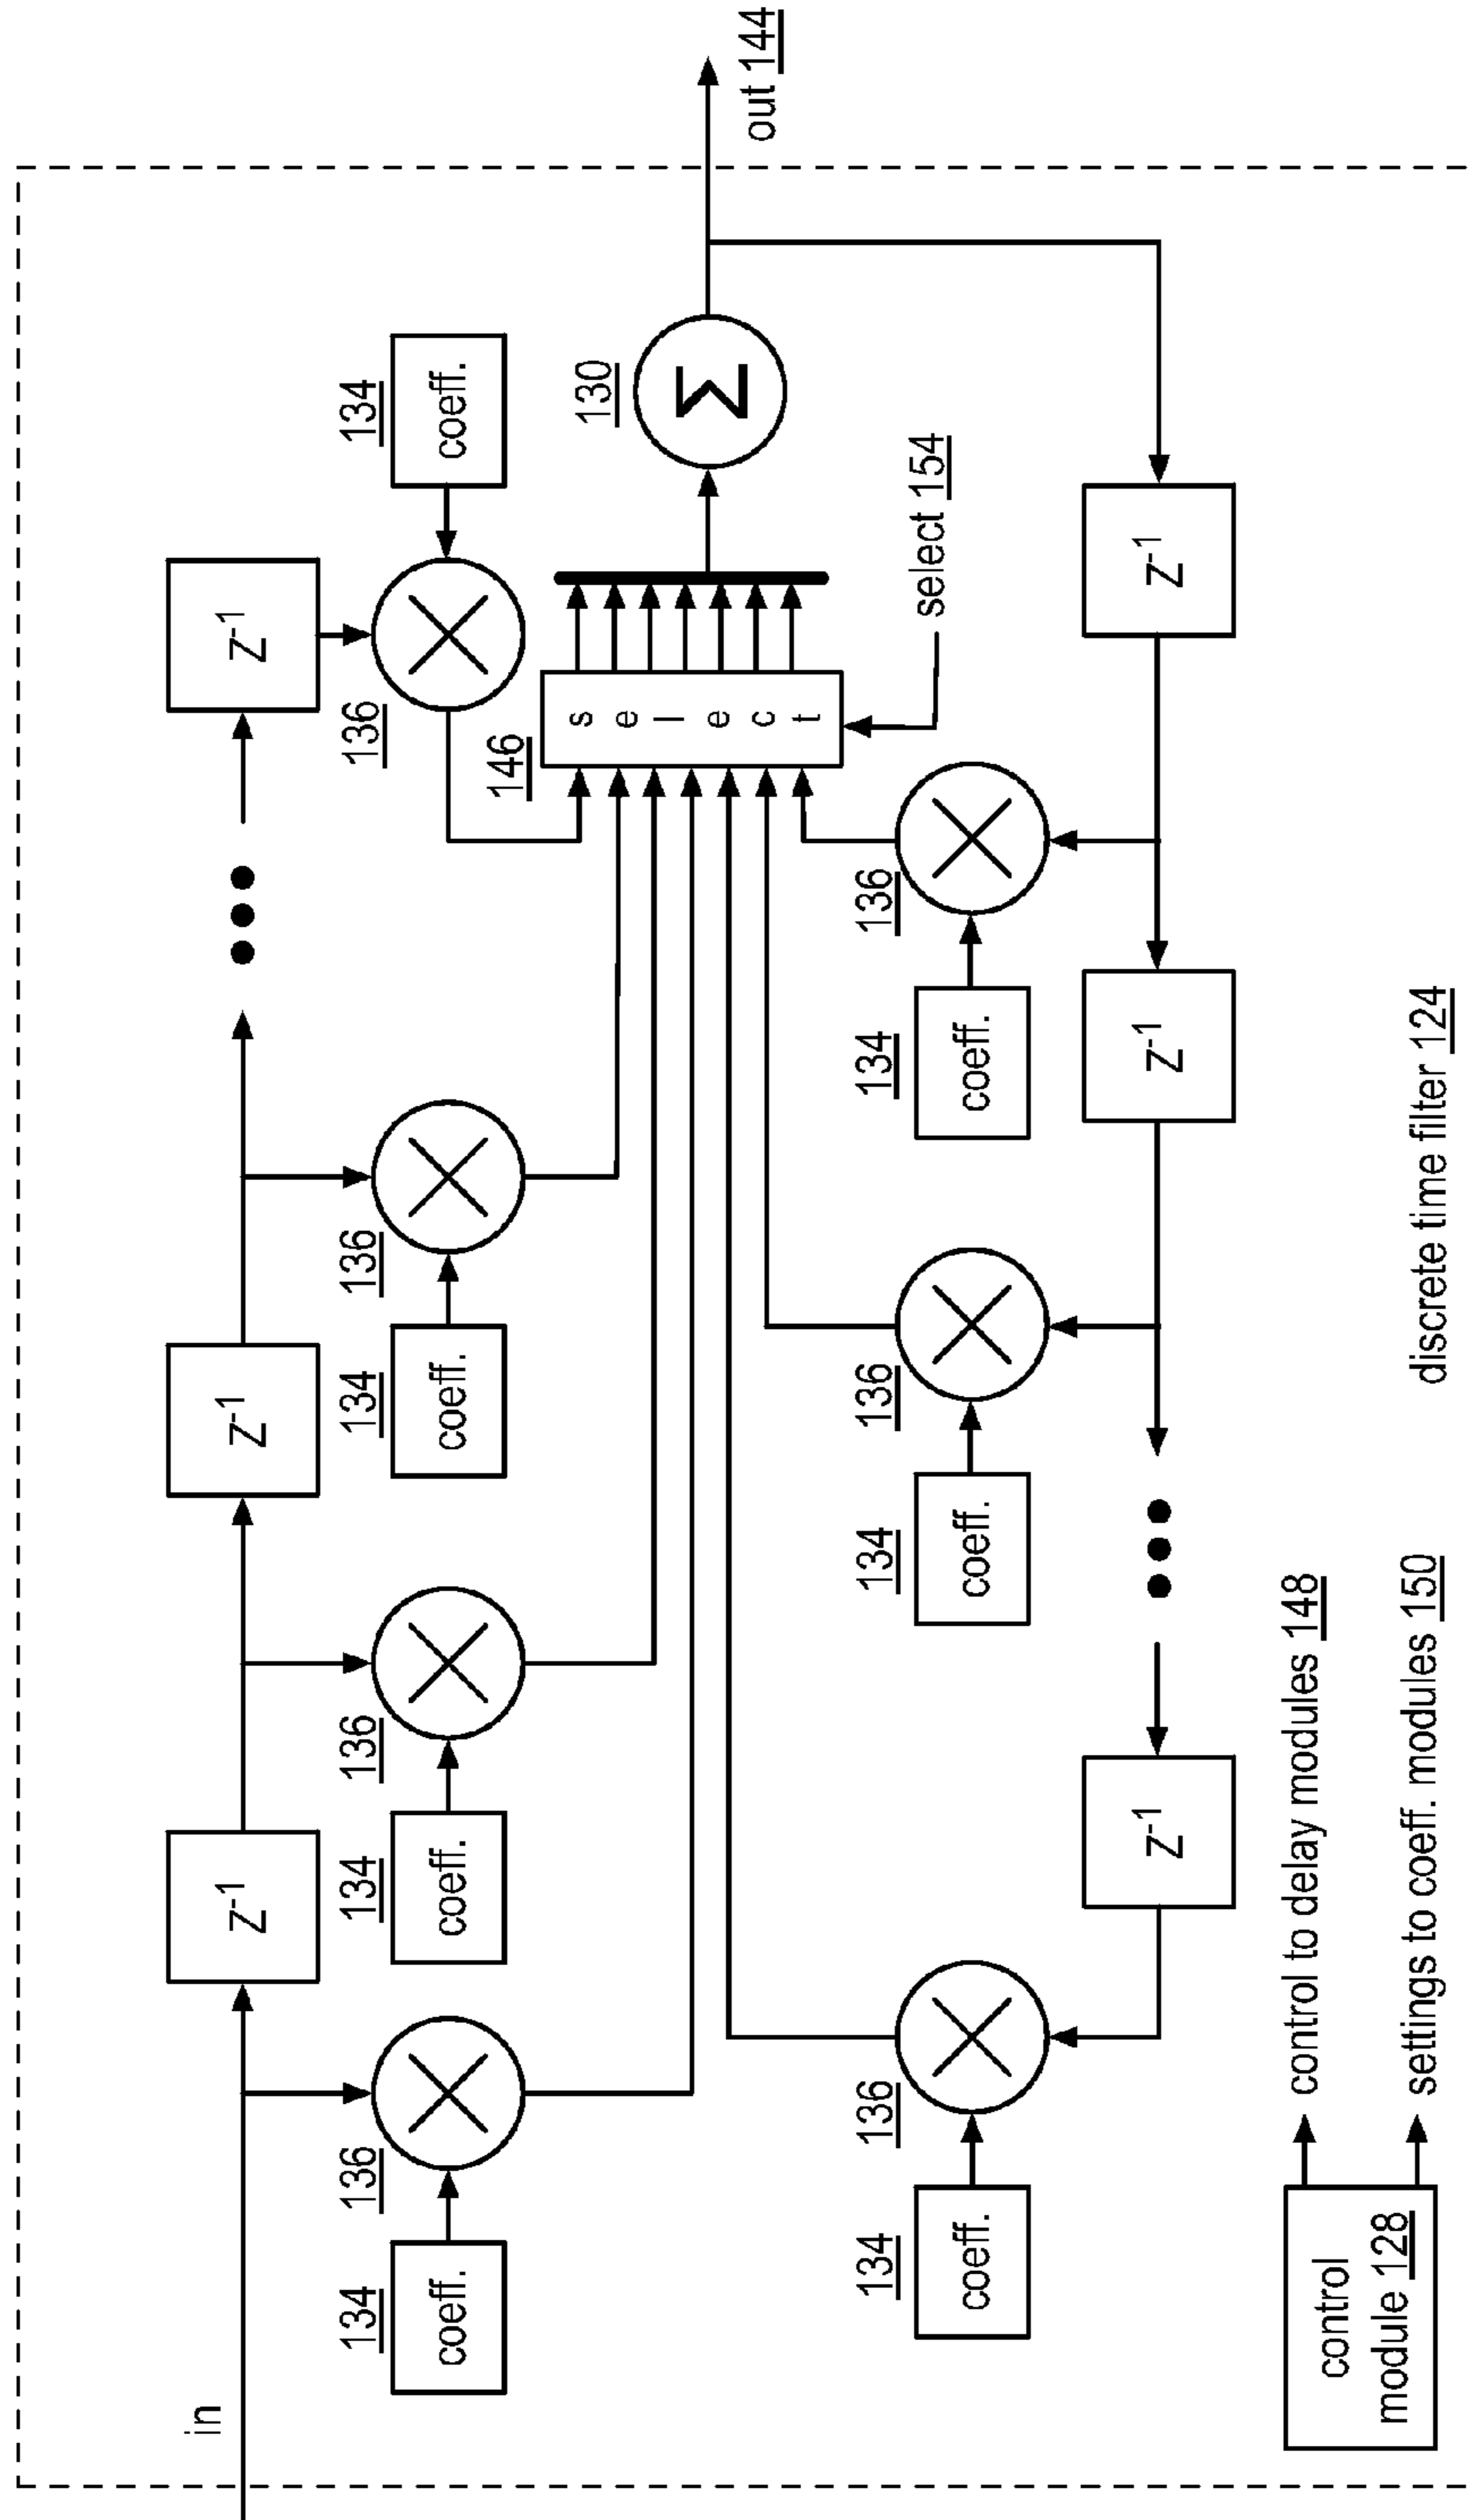 in
Z-1
Z-1
Z-1
134
136
134
136
134
136
136
134
coeff.
coeff.
coeff.
coeff.
146
select
130
Σ
out 144
select 154
134
136
134
136
134
136
coeff.
coeff.
coeff.
Z-1
Z-1
Z-1
control
module 128
control to delay modules 148
settings to coeff. modules 150
discrete time filter 124